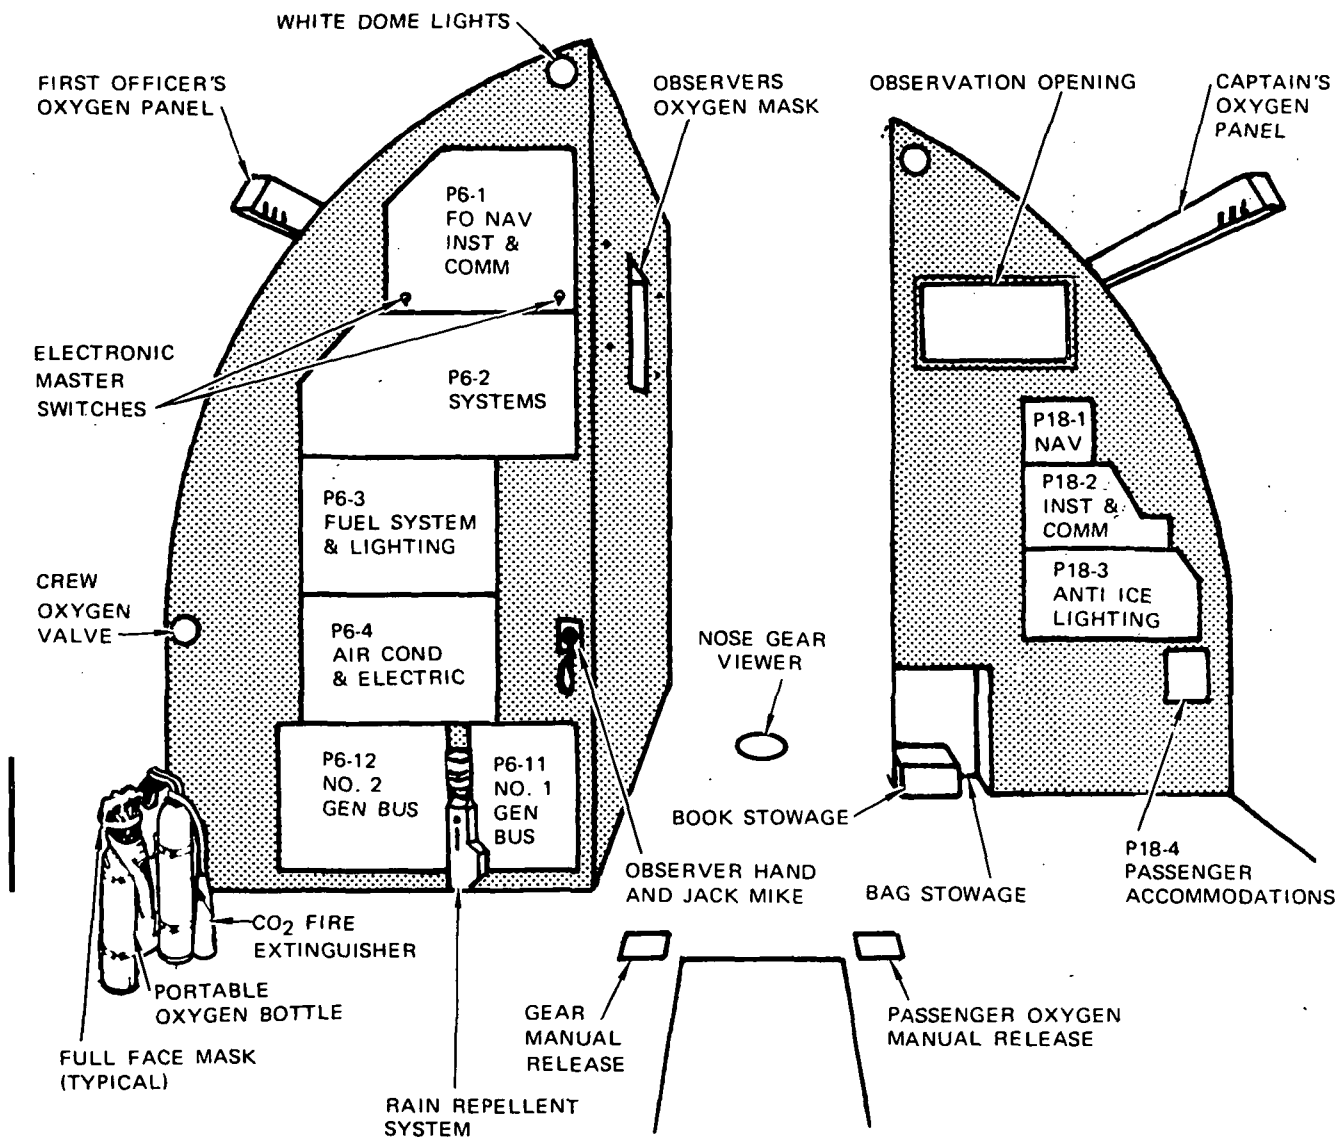 WHITE DOME LIGHTS
FIRST OFFICER'S
OXYGEN PANEL
OBSERVERS
OXYGEN MASK
OBSERVATION OPENING
CAPTAIN'S
OXYGEN
PANEL
P6-1
FO NAV
INST &
COMM
ELECTRONIC
MASTER
SWITCHES
P6-2
SYSTEMS
P18-1
NAV
P18-2
INST &
COMM
P6-3
FUEL SYSTEM
& LIGHTING
P18-3
ANTI ICE
LIGHTING
CREW
OXYGEN
VALVE
P6-4
AIR COND
& ELECTRIC
NOSE GEAR
VIEWER
P6-12
NO. 2
GEN BUS
P6-11
NO. 1
GEN
BUS
BOOK STOWAGE
OBSERVER HAND
AND JACK MIKE
BAG STOWAGE
P18-4
PASSENGER
ACCOMMODATIONS
CO2 FIRE
EXTINGUISHER
PORTABLE
OXYGEN BOTTLE
FULL FACE MASK
(TYPICAL)
GEAR
MANUAL
RELEASE
PASSENGER OXYGEN
MANUAL RELEASE
RAIN REPELLENT
SYSTEM